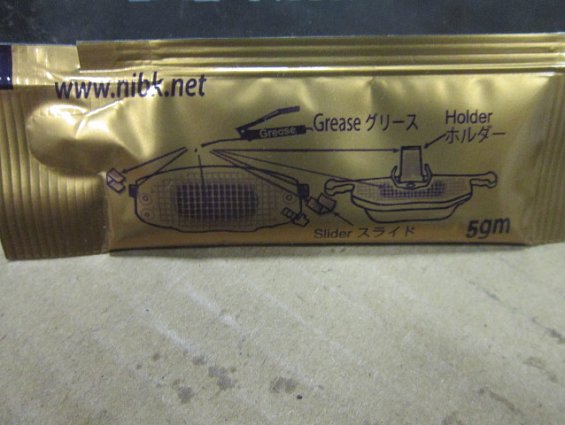 www.nibk.net
Grease
Grease グリース
Holder
ホルダー
Slider スライド
5gm